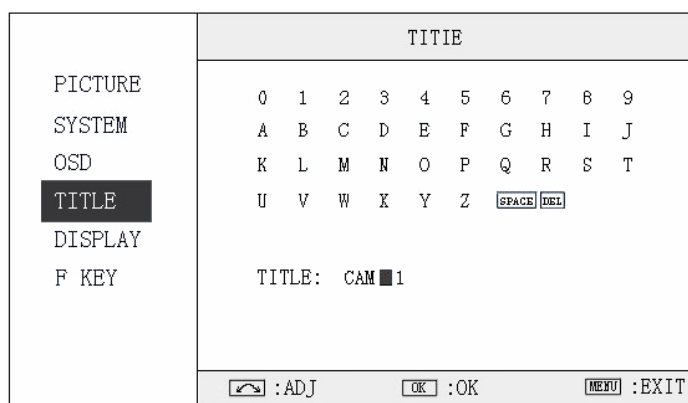 TITIE
PICTURE
SYSTEM
OSD
TITLE
DISPLAY
F KEY
0 1 2 3 4 5 6 7 8 9
A B C D E F G H I J
K L M N O P Q R S T
U V W X Y Z SPACE DEL
TITLE: CAM 1
:ADJ OK :OK MENU :EXIT